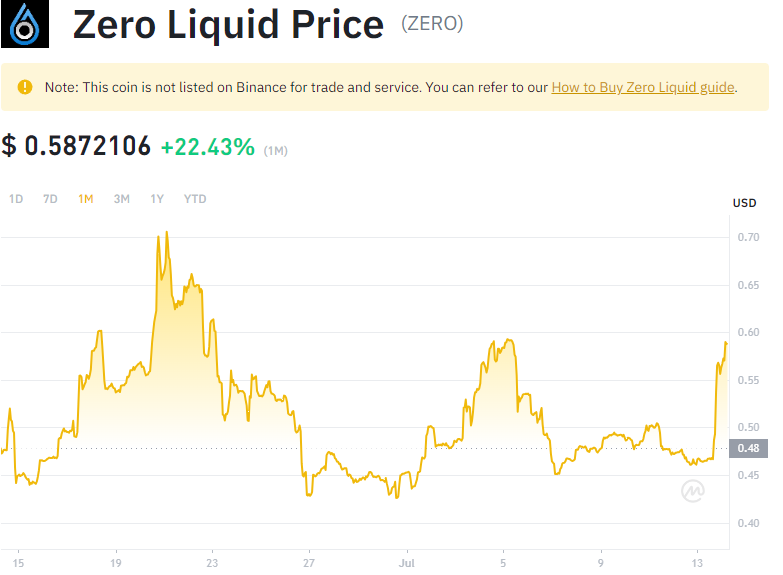 Zero Liquid Price (ZERO)
Note: This coin is not listed on Binance for trade and service. You can refer to our How to Buy Zero Liquid guide.
$ 0.5872106 +22.43% (1M)
1D 7D 1M 3M 1Y YTD
USD
0.70
0.65
0.60
0.55
0.50
0.48
0.45
0.40
15 19 23 27 Jul 5 9 13